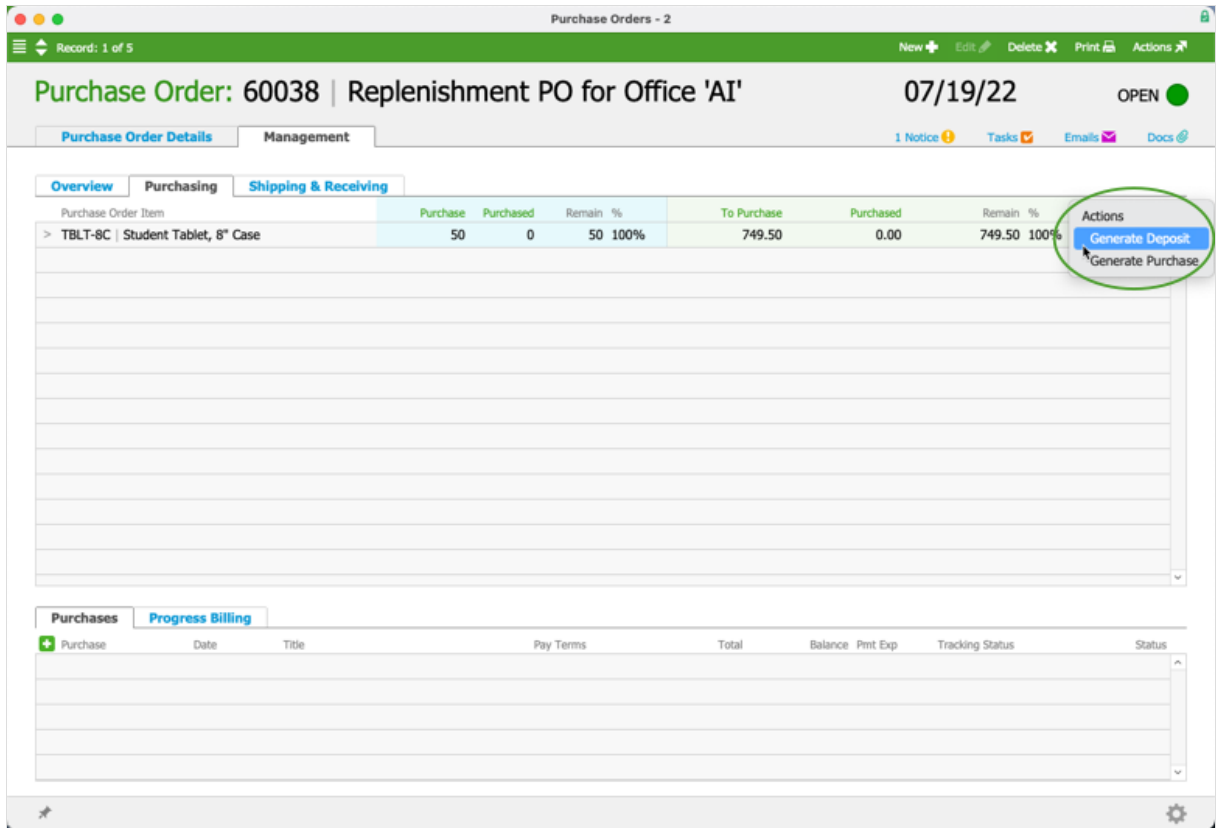 Purchase Orders - 2
Record: 1 of 5 New Edit Delete Print Actions
Purchase Order: 60038 | Replenishment PO for Office 'AI' 07/19/22 OPEN
Purchase Order Details Management 1 Notice Tasks Emails Docs
Overview Purchasing Shipping & Receiving
Purchase Order Item Purchase Purchased Remain % To Purchase Purchased Remain % Actions
> TBLT-8C | Student Tablet, 8" Case 50 0 50 100% 749.50 0.00 749.50 100% Generate Deposit
Generate Purchase
Purchases Progress Billing
Purchase Date Title Pay Terms Total Balance Pmt Exp Tracking Status Status